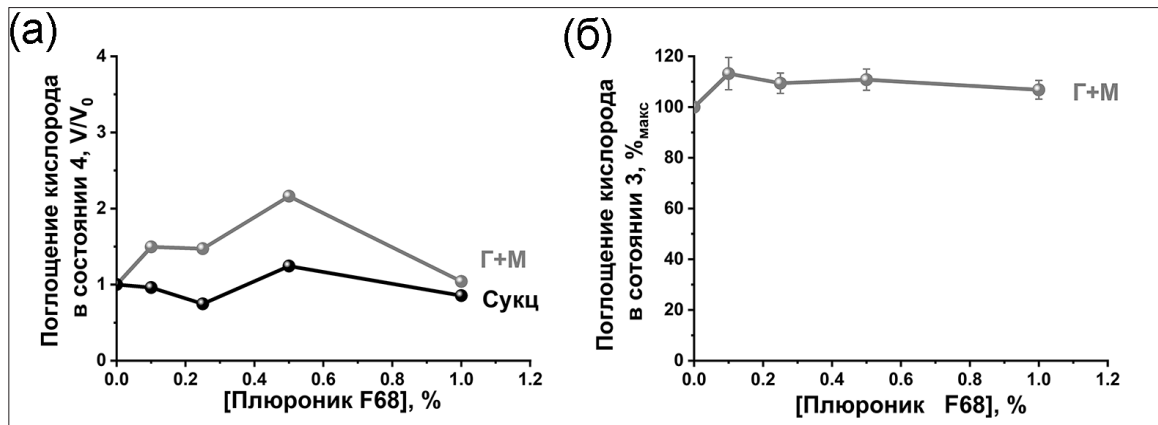 (а)
Поглощение кислорода
в состоянии 4, V/V0
4
3
2
1
0
Г+М
Сукц
0.0 0.2 0.4 0.6 0.8 1.0 1.2
[Плюроник F68], %
(б)
Поглощение кислорода
в сотоянии 3, %макс
120
100
80
60
40
20
0
Г+М
0.0 0.2 0.4 0.6 0.8 1.0 1.2
[Плюроник F68], %